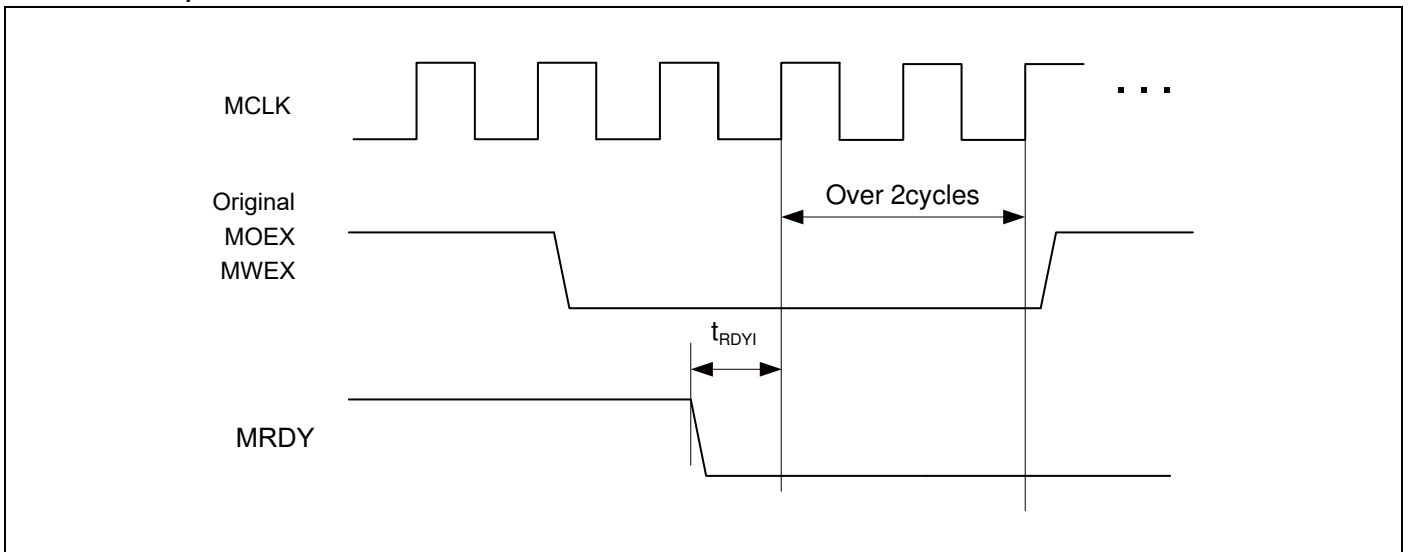 MCLK
. . .
Original
MOEX
MWEX
Over 2cycles
tRDYI
MRDY